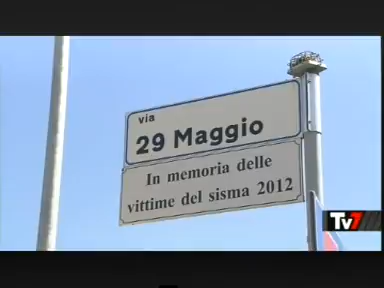 via
29 Maggio
In memoria delle
vittime del sisma 2012
Tv7